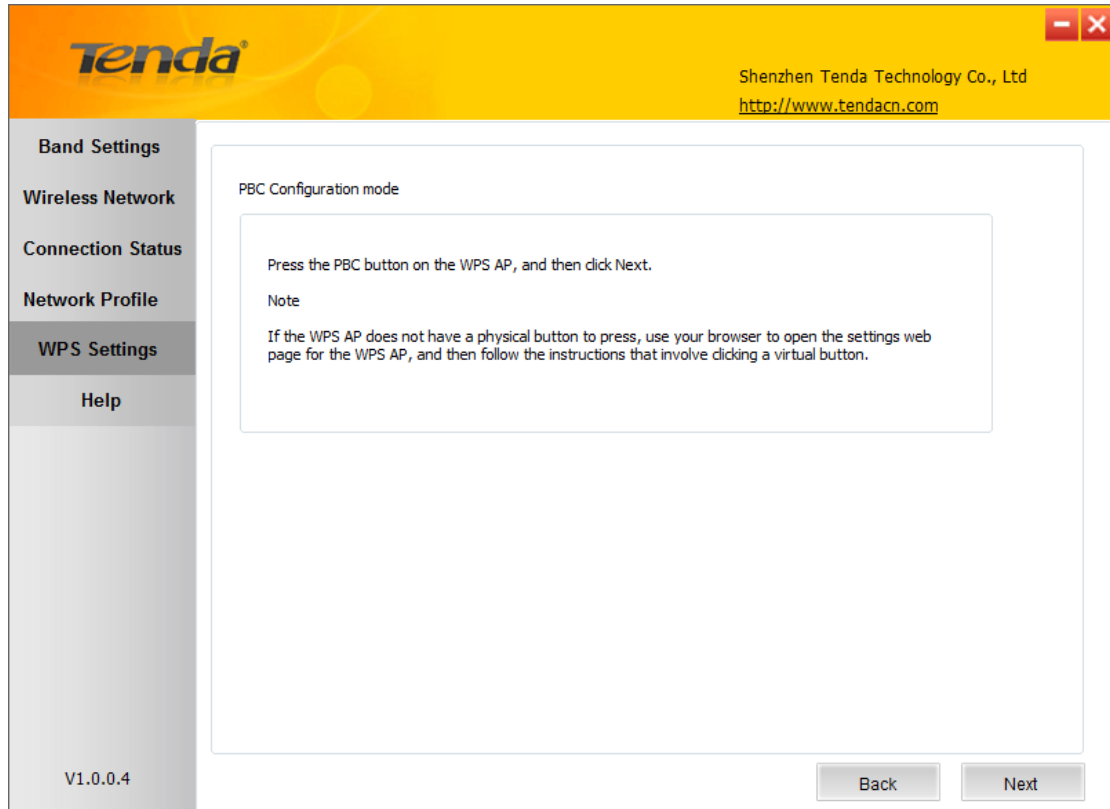 Tenda®
Shenzhen Tenda Technology Co., Ltd
http://www.tendacn.com
Band Settings
Wireless Network
Connection Status
Network Profile
WPS Settings
Help
V1.0.0.4
PBC Configuration mode
Press the PBC button on the WPS AP, and then click Next.
Note
If the WPS AP does not have a physical button to press, use your browser to open the settings web
page for the WPS AP, and then follow the instructions that involve clicking a virtual button.
Back
Next